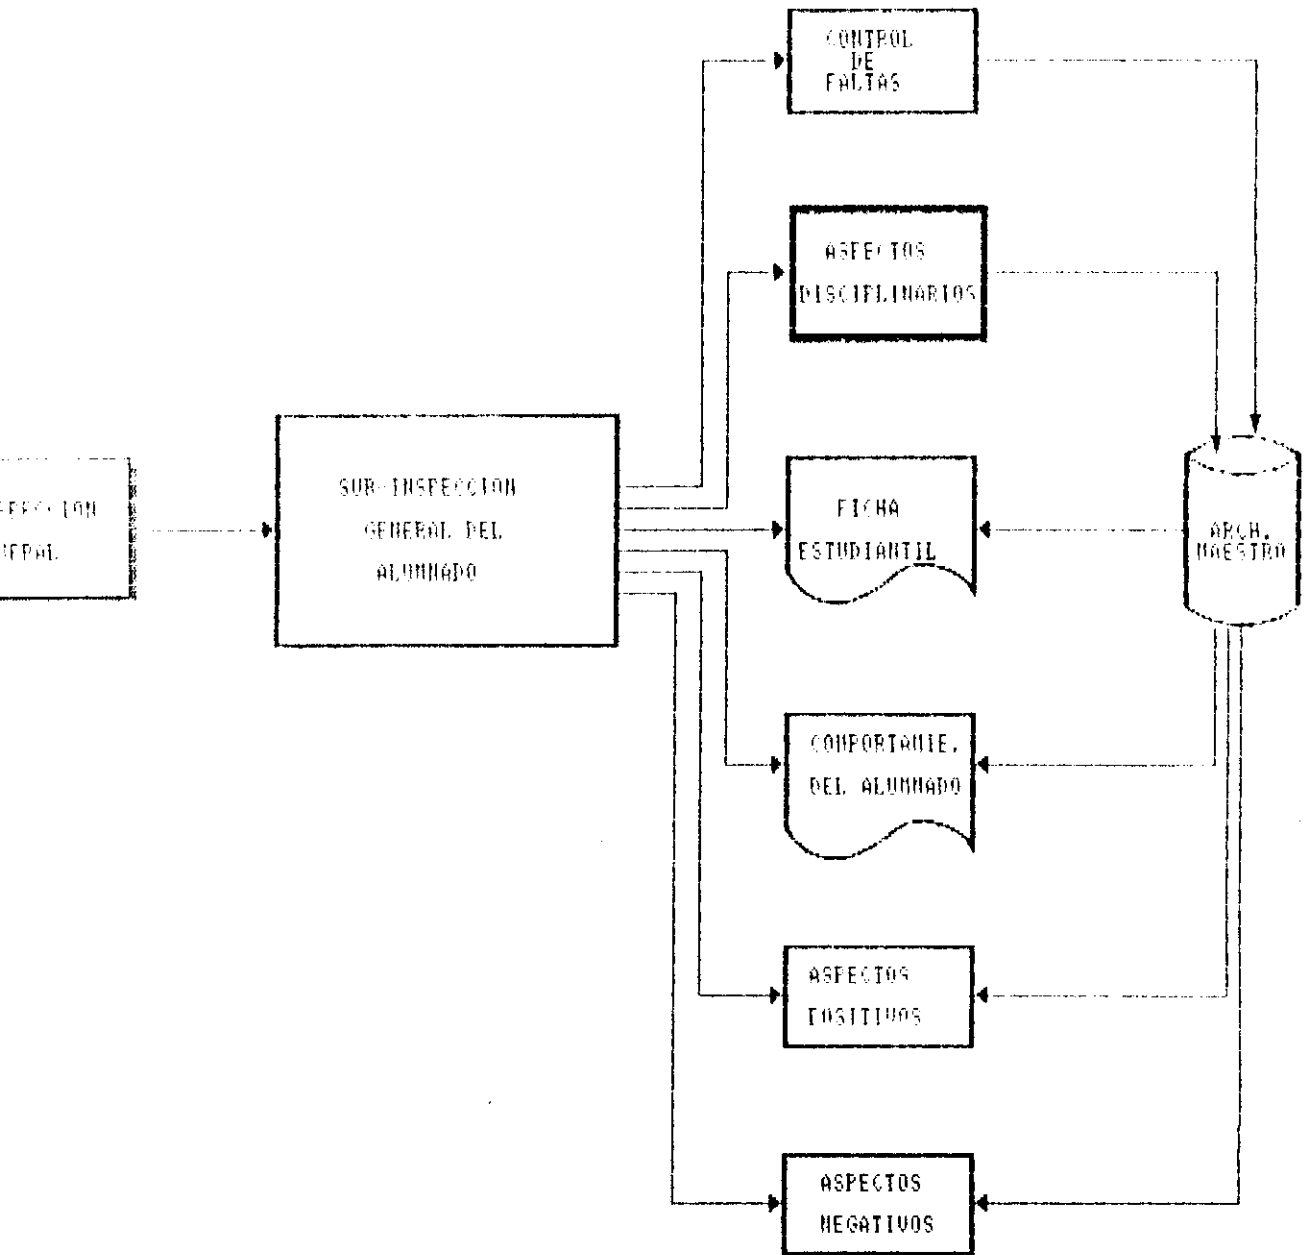 CONTROL
DE
FALTAS
ASPECTOS
DISCIPLINARIOS
SUB-INSPECCION
GENERAL DEL
ALUMNADO
FICHA
ESTUDIANTIL
ARCH.
MAESTRO
COMPORTAMIE.
DEL ALUMNADO
ASPECTOS
POSITIVOS
ASPECTOS
NEGATIVOS